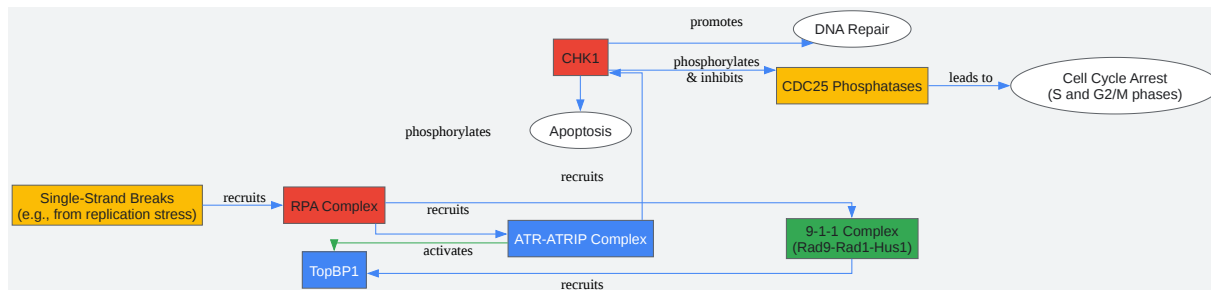 promotes
DNA Repair
CHK1
phosphorylates
& inhibits
CDC25 Phosphatases
leads to
Cell Cycle Arrest
(S and G2/M phases)
phosphorylates
Apoptosis
recruits
Single-Strand Breaks
(e.g., from replication stress)
recruits
RPA Complex
recruits
ATR-ATRIP Complex
9-1-1 Complex
(Rad9-Rad1-Hus1)
activates
TopBP1
recruits